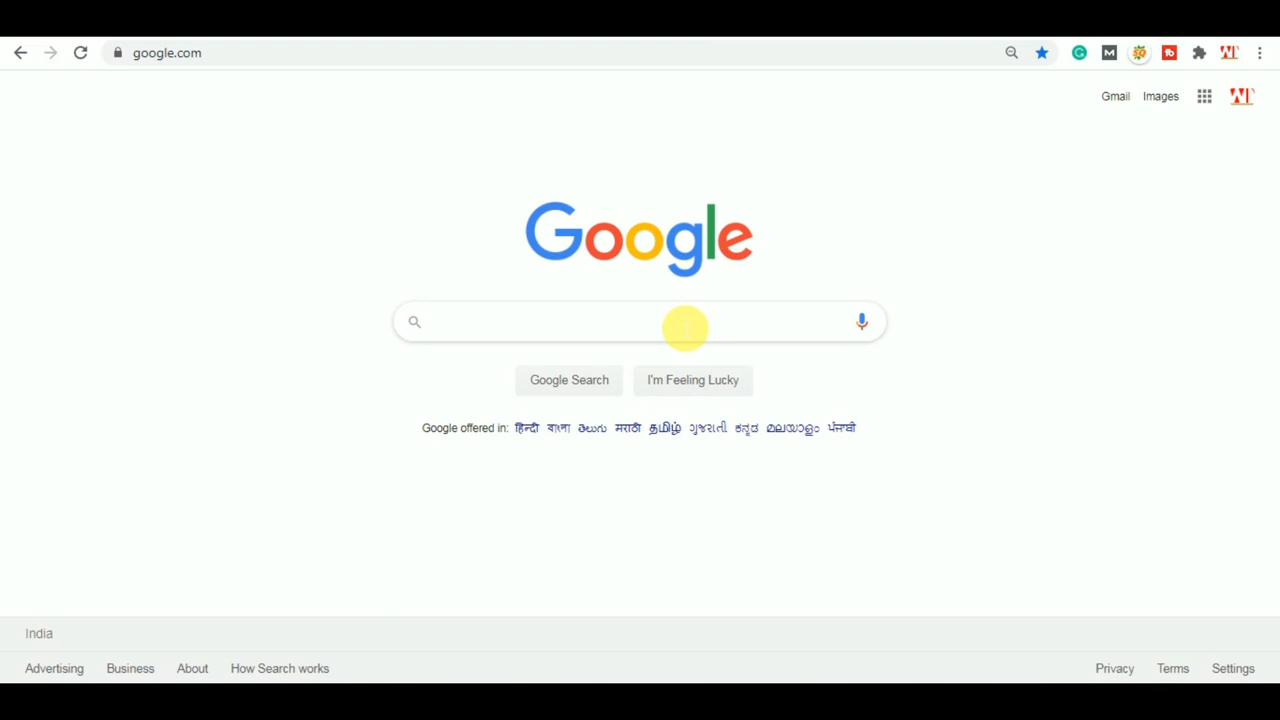 google.com
Gmail Images
Google
Google Search I'm Feeling Lucky
Google offered in: हिन्दी বাংলা తెలుగు मराठी தமிழ் ગુજરાતી ಕನ್ನಡ മലയാളം ਪੰਜਾਬੀ
India
Advertising Business About How Search works Privacy Terms Settings